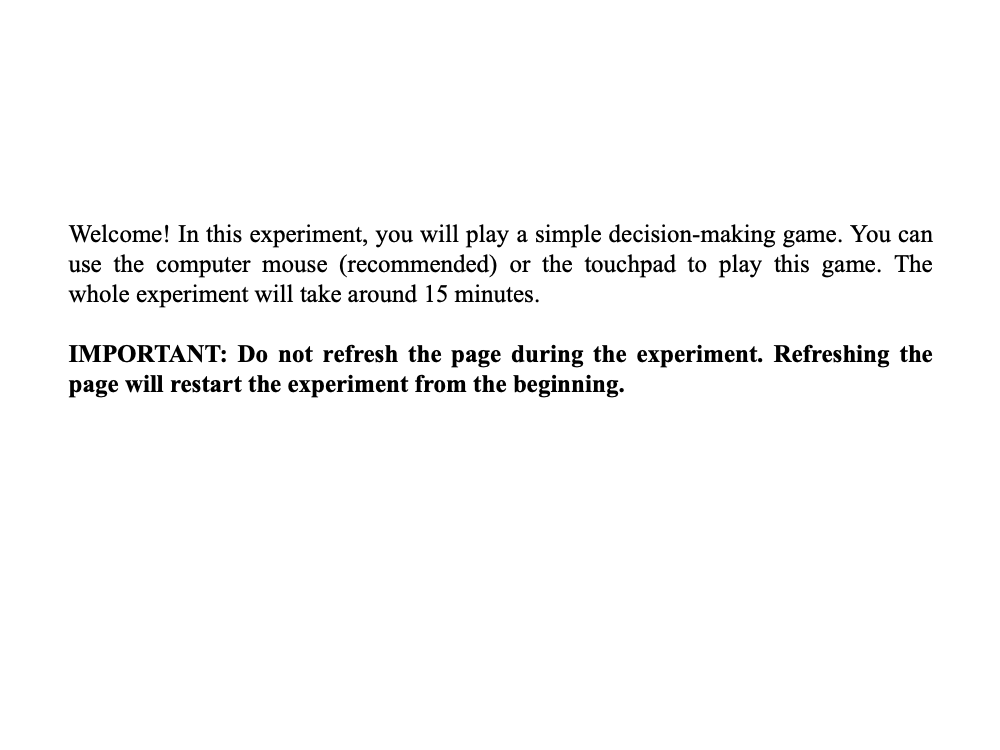 Welcome! In this experiment, you will play a simple decision-making game. You can
use the computer mouse (recommended) or the touchpad to play this game. The
whole experiment will take around 15 minutes.
IMPORTANT: Do not refresh the page during the experiment. Refreshing the
page will restart the experiment from the beginning.